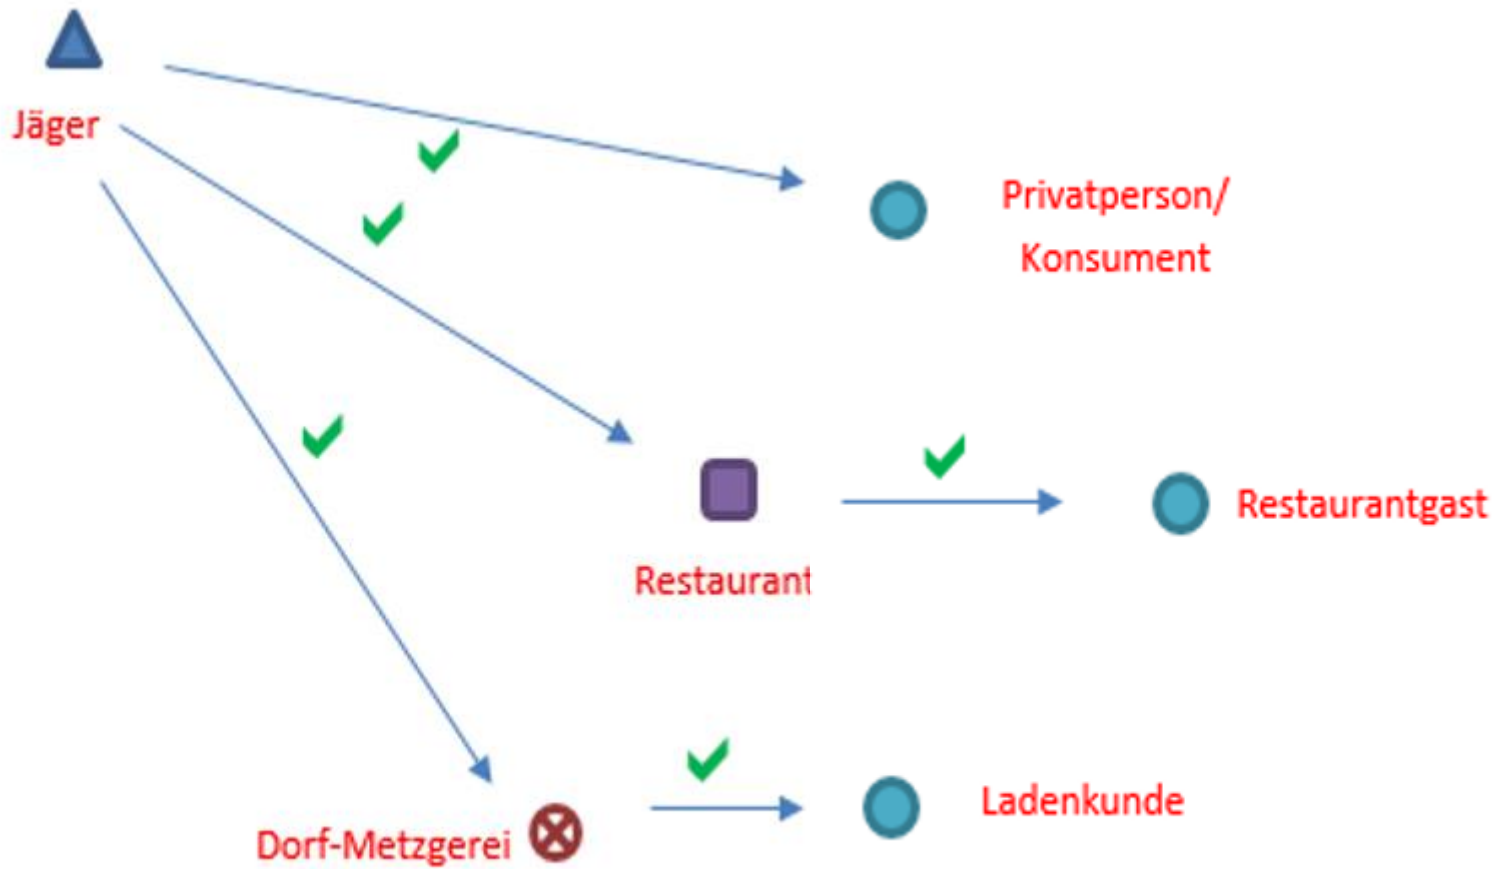 Jäger
Privatperson/
Konsument
Restaurantgast
Restaurant
Ladenkunde
Dorf-Metzgerei